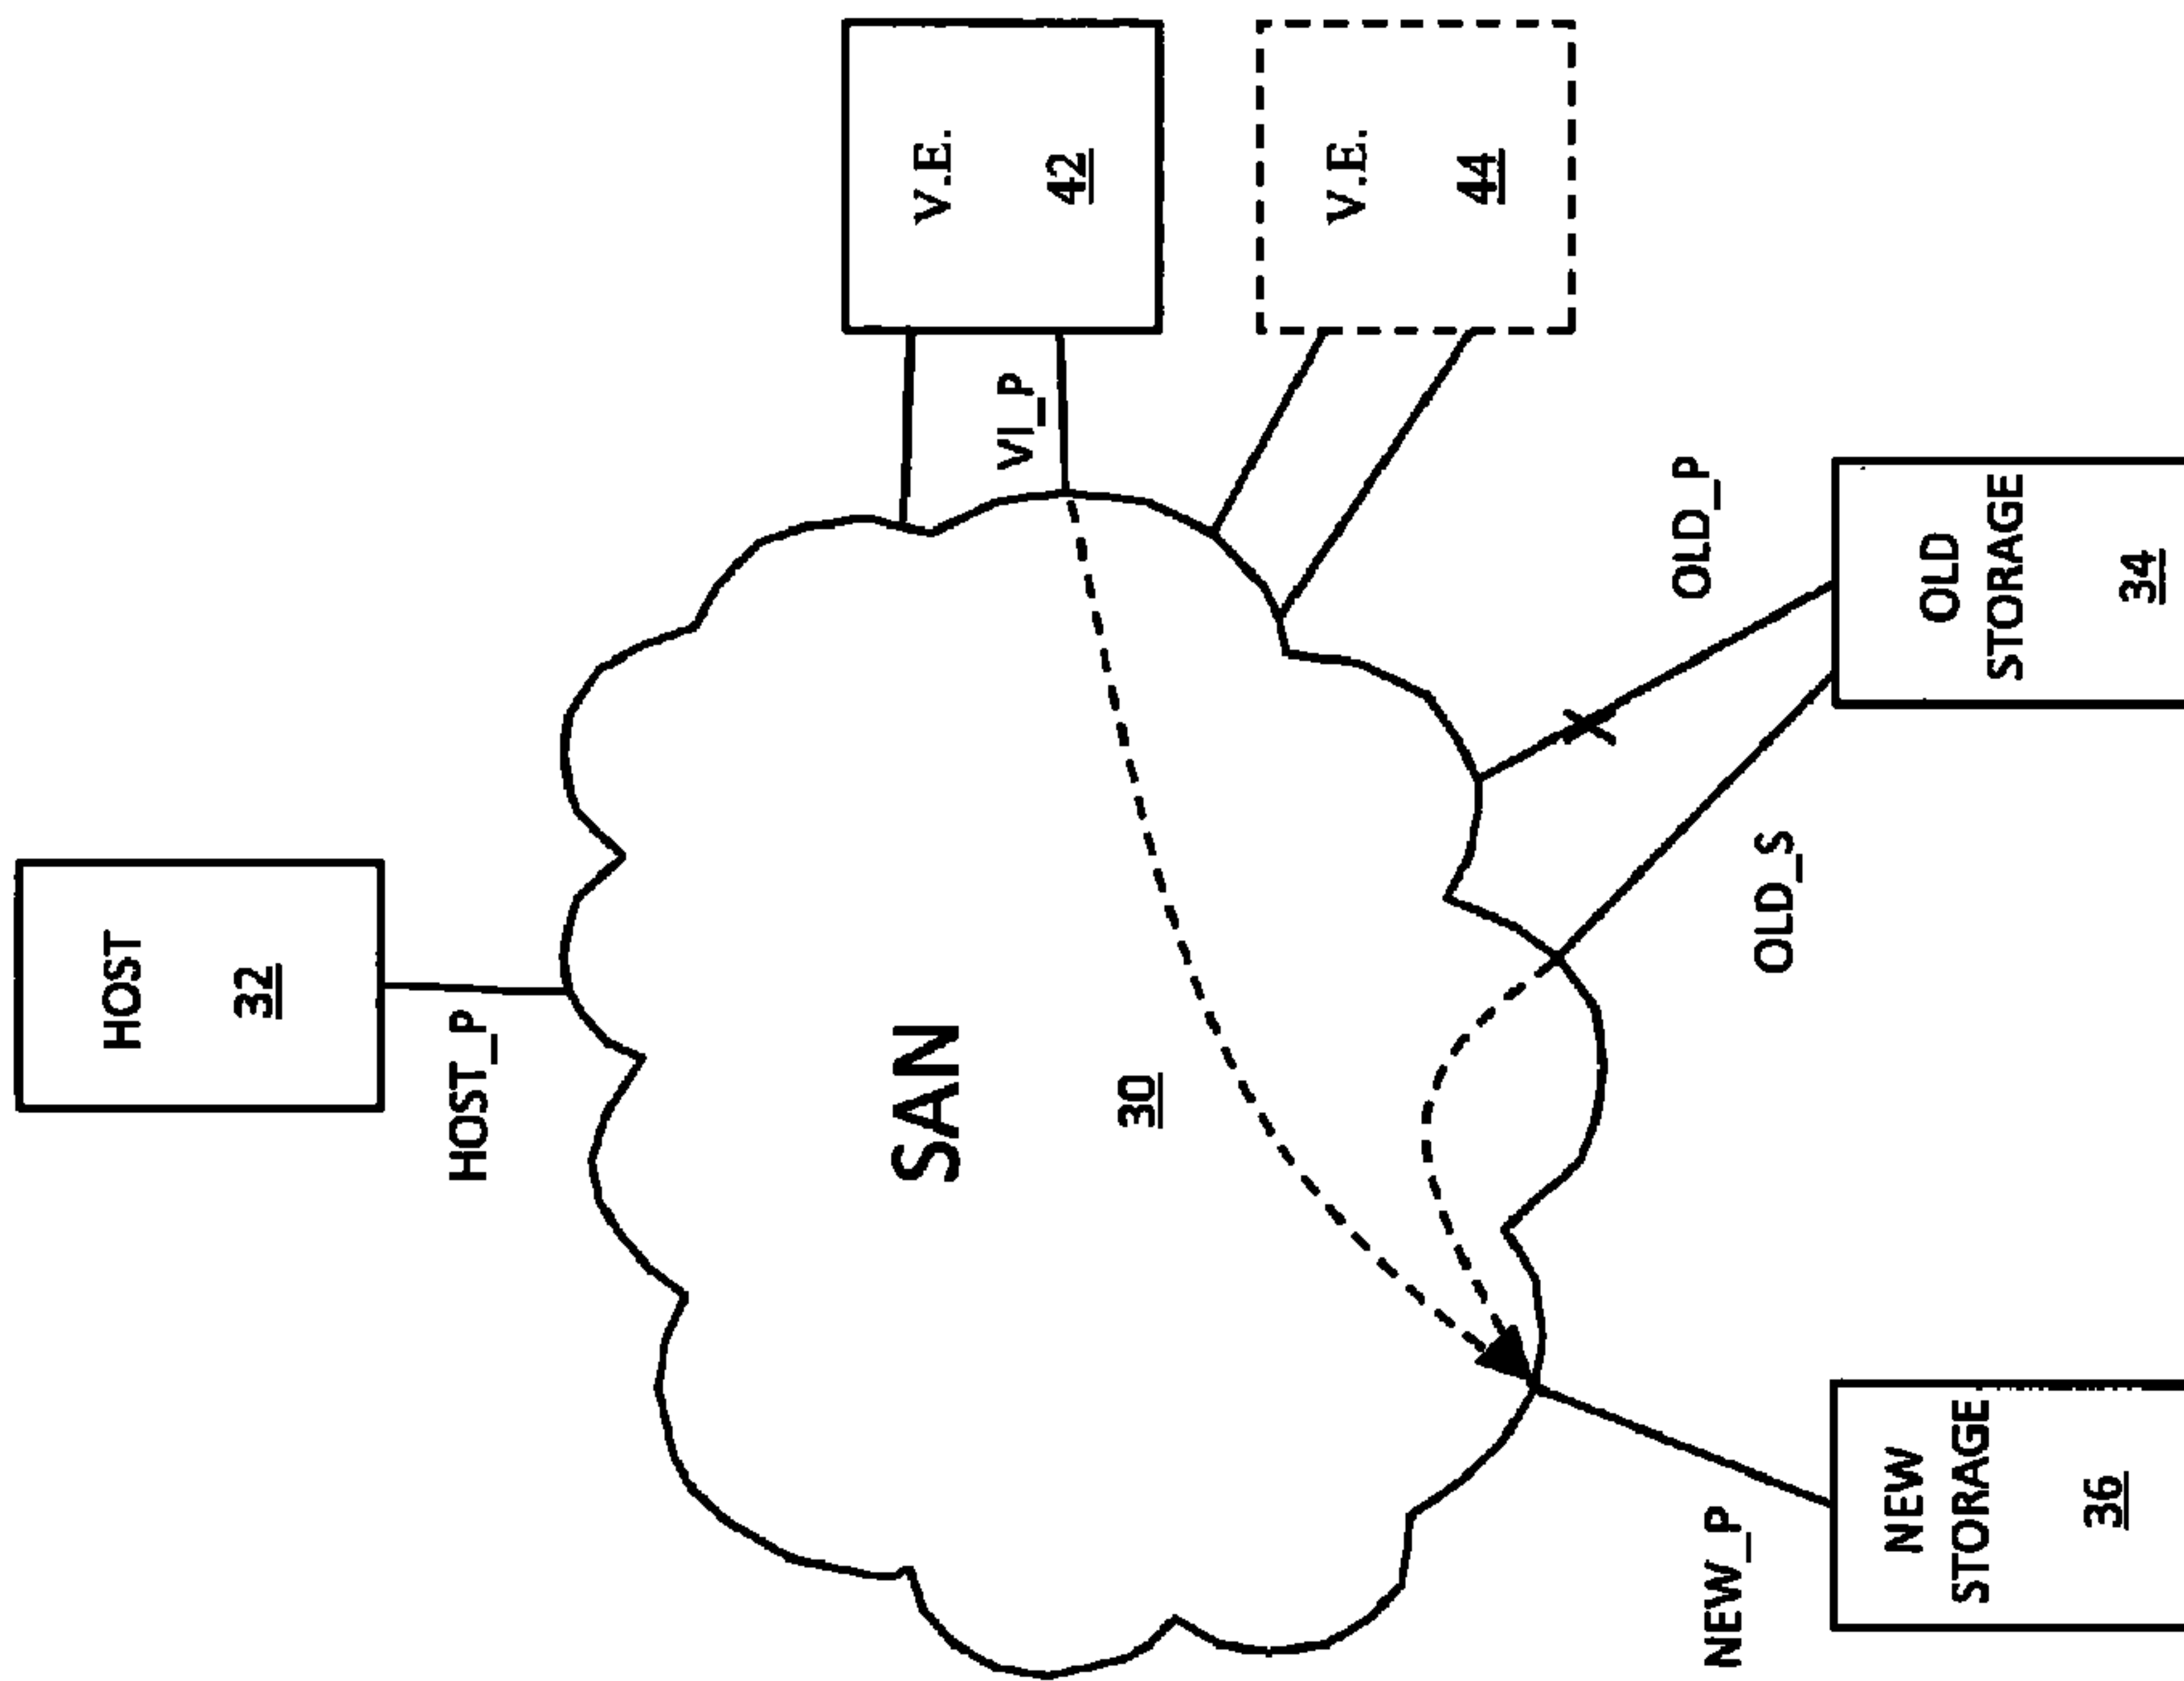 HOST
32
HOST_P
SAN
30
V.E.
42
VI_P
V.E.
44
OLD_P
OLD
STORAGE
34
OLD_S
NEW_P
NEW
STORAGE
36